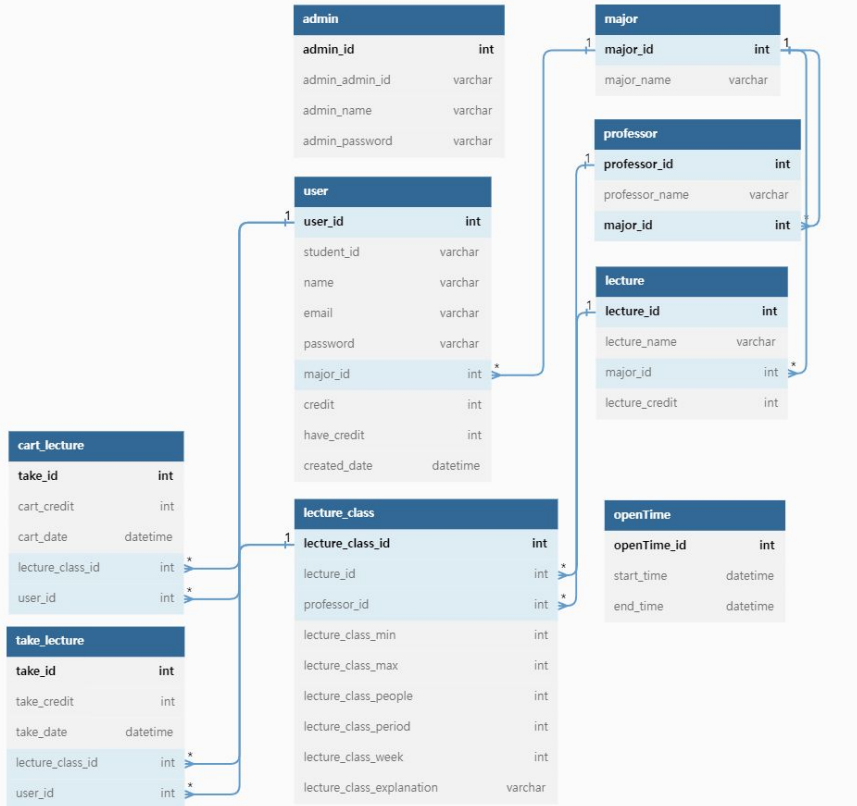 admin
admin_id int
admin_admin_id varchar
admin_name varchar
admin_password varchar
major
1 major_id int 1
major_name varchar
professor
1 professor_id int
professor_name varchar
major_id int *
user
1 user_id int
student_id varchar
name varchar
email varchar
password varchar
major_id int *
credit int
have_credit int
created_date datetime
lecture
1 lecture_id int
lecture_name varchar
major_id int *
lecture_credit int
cart_lecture
take_id int
cart_credit int
cart_date datetime
lecture_class_id int *
user_id int *
take_lecture
take_id int
take_credit int
take_date datetime
lecture_class_id int *
user_id int *
lecture_class
1 lecture_class_id int
lecture_id int *
professor_id int *
lecture_class_min int
lecture_class_max int
lecture_class_people int
lecture_class_period int
lecture_class_week int
lecture_class_explanation varchar
openTime
openTime_id int
start_time datetime
end_time datetime